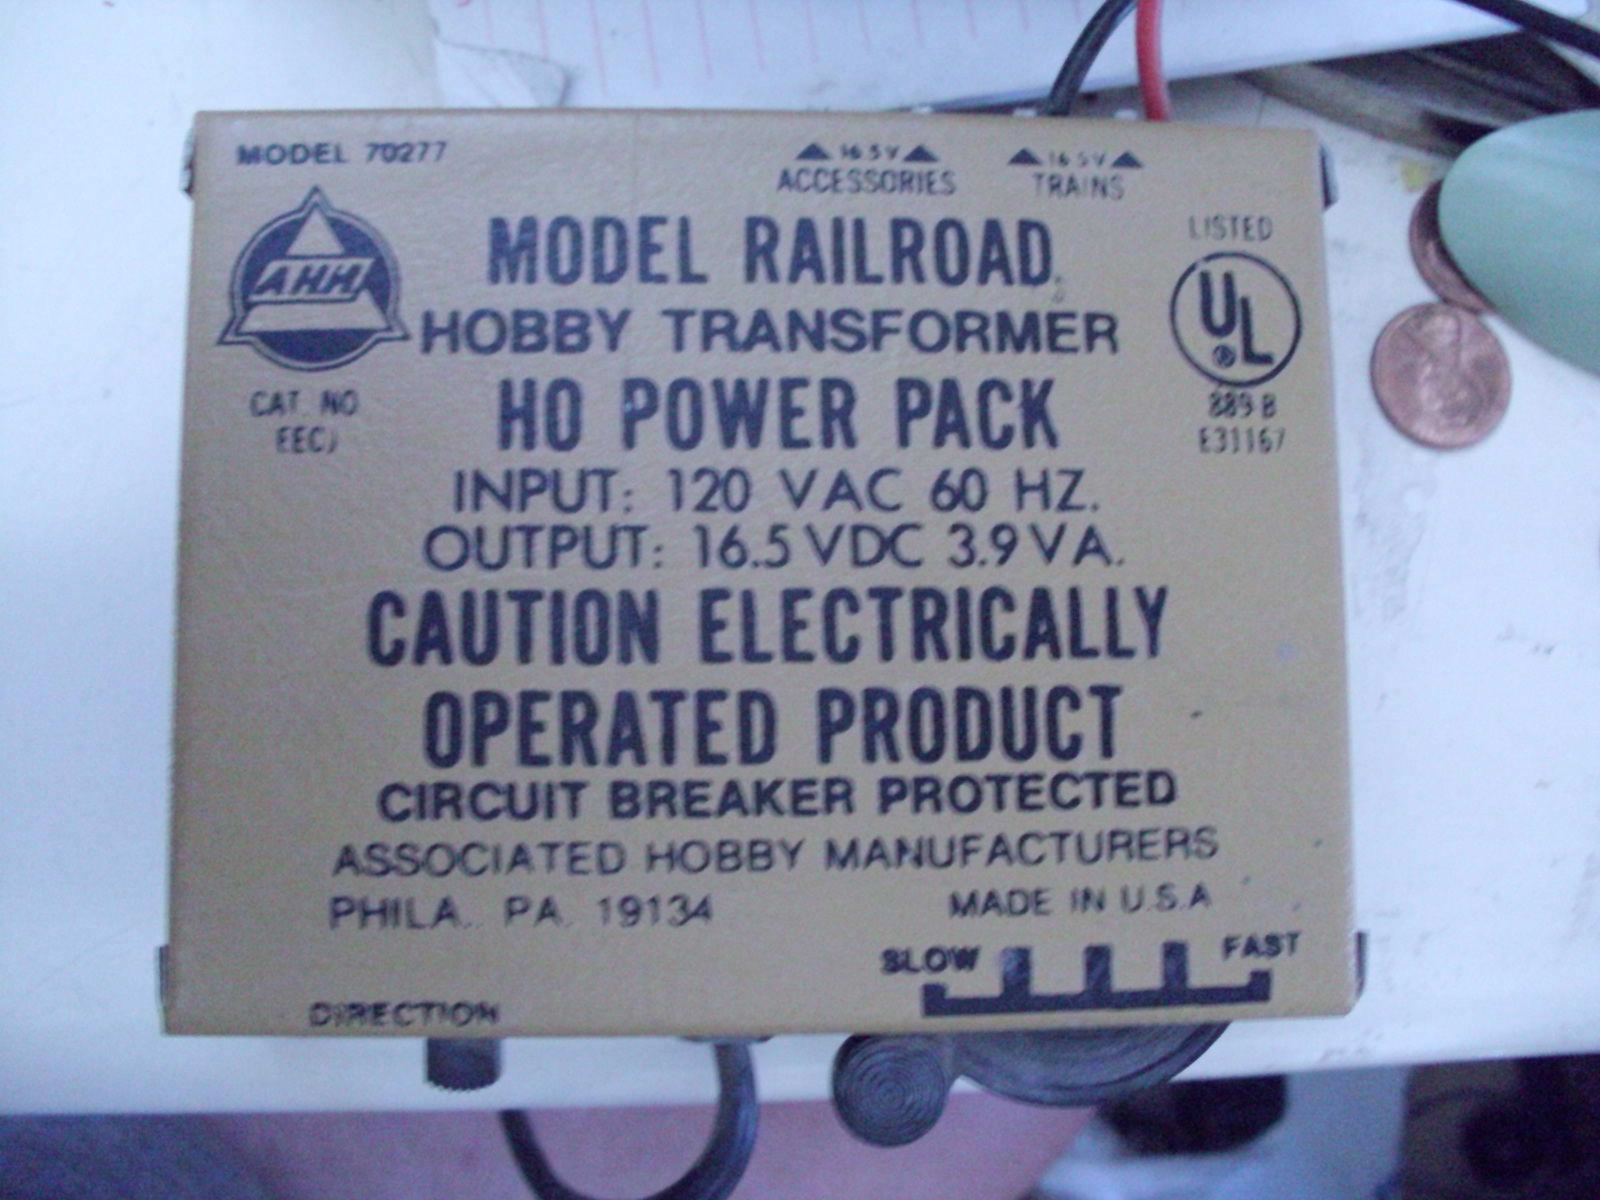 MODEL 70277
16.5V 16.5V
ACCESSORIES TRAINS
AHM
MODEL RAILROAD
LISTED
UL
®
HOBBY TRANSFORMER
CAT. NO
HO POWER PACK
889 B
E31167
INPUT: 120 VAC 60 HZ.
OUTPUT: 16.5 VDC 3.9 VA.
CAUTION ELECTRICALLY
OPERATED PRODUCT
CIRCUIT BREAKER PROTECTED
ASSOCIATED HOBBY MANUFACTURERS
PHILA., PA. 19134 MADE IN U.S.A
SLOW FAST
DIRECTION